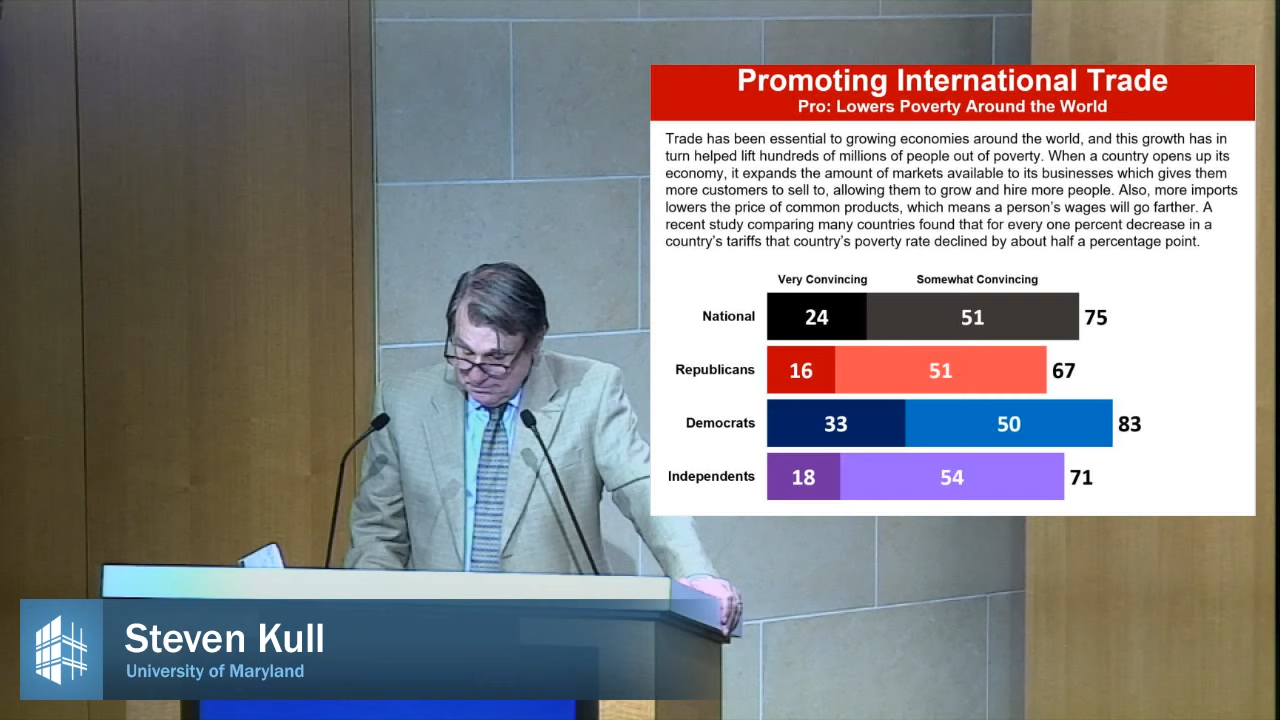 Promoting International Trade
Pro: Lowers Poverty Around the World
Trade has been essential to growing economies around the world, and this growth has in
turn helped lift hundreds of millions of people out of poverty. When a country opens up its
economy, it expands the amount of markets available to its businesses which gives them
more customers to sell to, allowing them to grow and hire more people. Also, more imports
lowers the price of common products, which means a person's wages will go farther. A
recent study comparing many countries found that for every one percent decrease in a
country's tariffs that country's poverty rate declined by about half a percentage point.
Very Convincing Somewhat Convincing
National 24 51 75
Republicans 16 51 67
Democrats 33 50 83
Independents 18 54 71
Steven Kull
University of Maryland